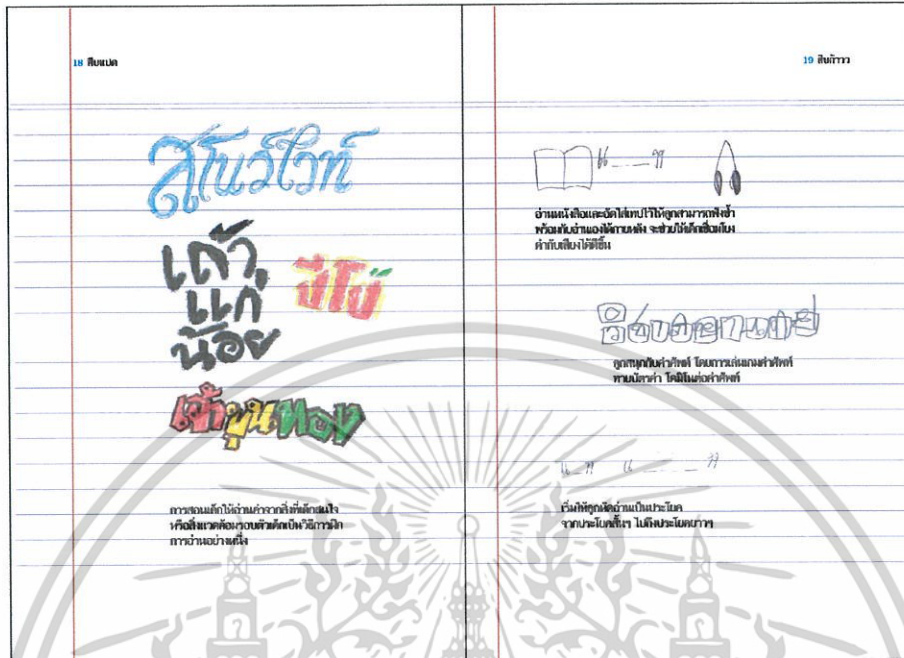 18 สิบแปด
สโนว์ไวท์
เถ้า
แก่
น้อย
ปีโป้
เจ้าขุนทอง
การสอนเด็กให้อ่านคำจากสิ่งที่เด็กสนใจ
หรือสิ่งแวดล้อมรอบตัวเด็กเป็นวิธีการฝึก
การอ่านอย่างหนึ่ง
19 สิบเก้า
" _ _ "
อ่านหนังสือและอัดใส่เทปไว้ให้ลูกสามารถฟังซ้ำ
พร้อมกับอ่านเองได้ภายหลัง จะช่วยให้เด็กเชื่อมโยง
คำกับเสียงได้ดีขึ้น
ลูกสนุกกับคำศัพท์ โดยการเล่นเกมคำศัพท์
ทายบัตรคำ โดมิโนต่อคำศัพท์
" _ " " _ _ _ "
เริ่มให้ลูกหัดอ่านเป็นประโยค
จากประโยคสั้นๆ ไปถึงประโยคยาวๆ